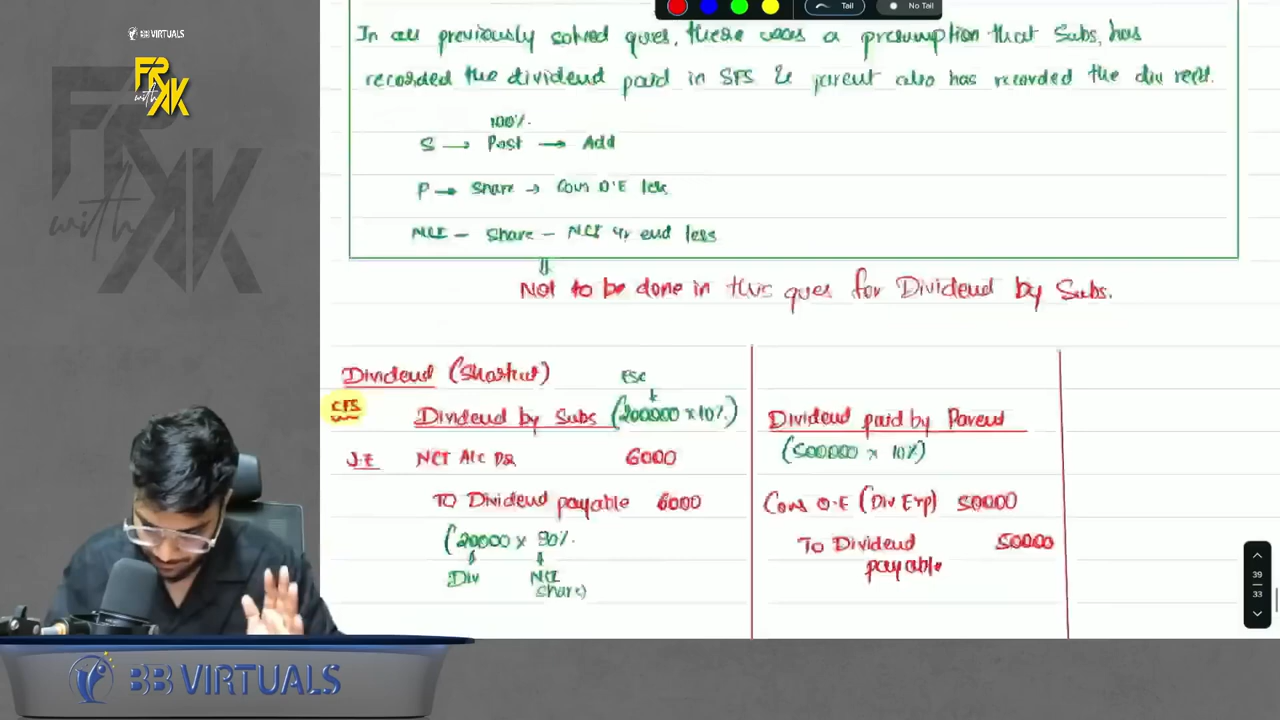 BB VIRTUALS
FR
with
AK
Tail
No Tail
In all previously solved ques, there was a presumption that Subs, has
recorded the dividend paid in SFS & parent also has recorded the div recd.
100%.
S → Post → Add
P → Share → Cons O.E less
NCI - Share - NCI yr end less
⇓
Not to be done in this ques for Dividend by Subs.
Dividend (Shortcut)
ESC
CFS
Dividend by Subs (200000 x 10%)
J.E NCI A/c DR 6000
TO Dividend payable 6000
(20000 x 30%.
Div NCI
share)
Dividend paid by Parent
(500000 x 10%)
Cons O.E (Div Exp) 50000
To Dividend 50000
payable
39
33
BB VIRTUALS